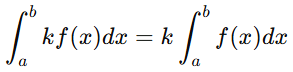 ∫_a^b kf(x)dx = k ∫_a^b f(x)dx